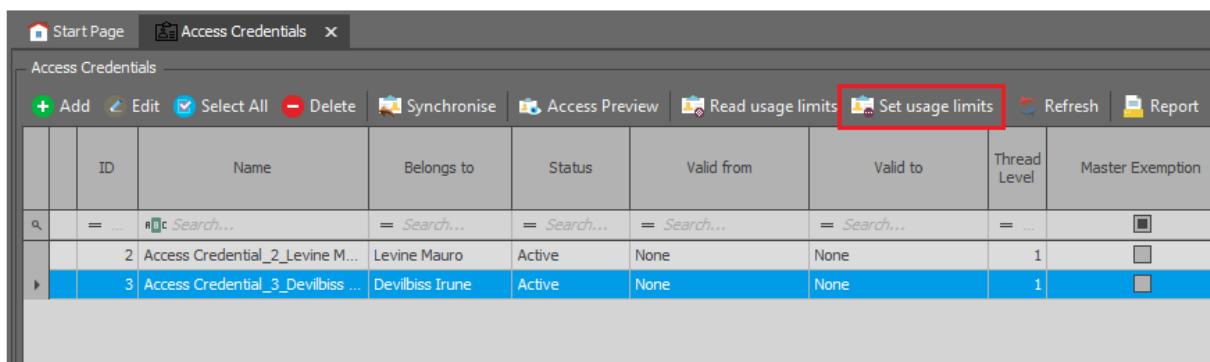 Start Page Access Credentials x
Access Credentials
Add Edit Select All Delete Synchronise Access Preview Read usage limits Set usage limits Refresh Report
ID Name Belongs to Status Valid from Valid to Thread Level Master Exemption
= ... ABC Search... = Search... = Search... = Search... = Search... = ...
2 Access Credential_2_Levine M... Levine Mauro Active None None 1
3 Access Credential_3_Devilbiss ... Devilbiss Irune Active None None 1